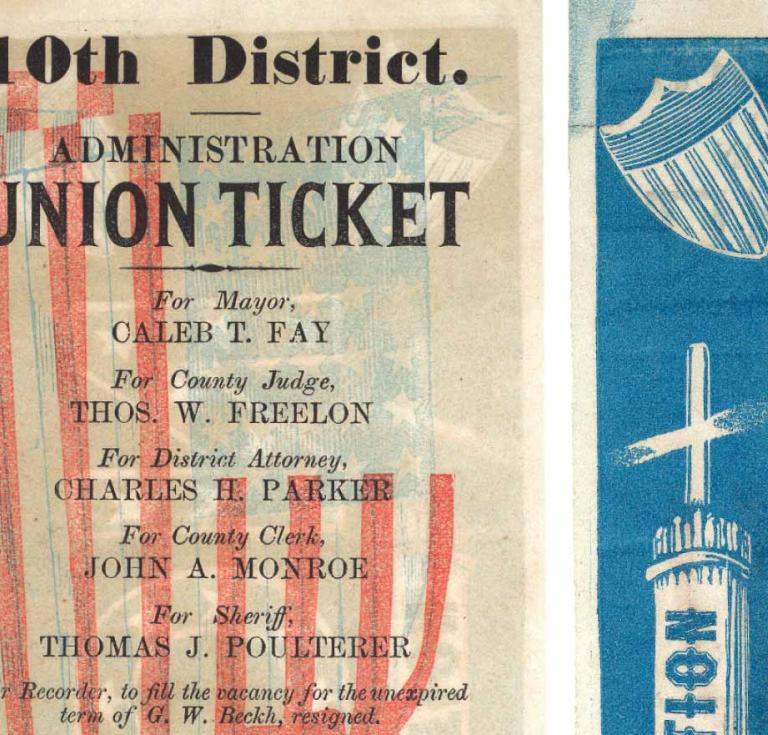 10th District.
ADMINISTRATION
UNION TICKET
For Mayor,
CALEB T. FAY
For County Judge,
THOS. W. FREELON
For District Attorney,
CHARLES H. PARKER
For County Clerk,
JOHN A. MONROE
For Sheriff,
THOMAS J. POULTERER
r Recorder, to fill the vacancy for the unexpired
term of G. W. Beckh, resigned.
TION